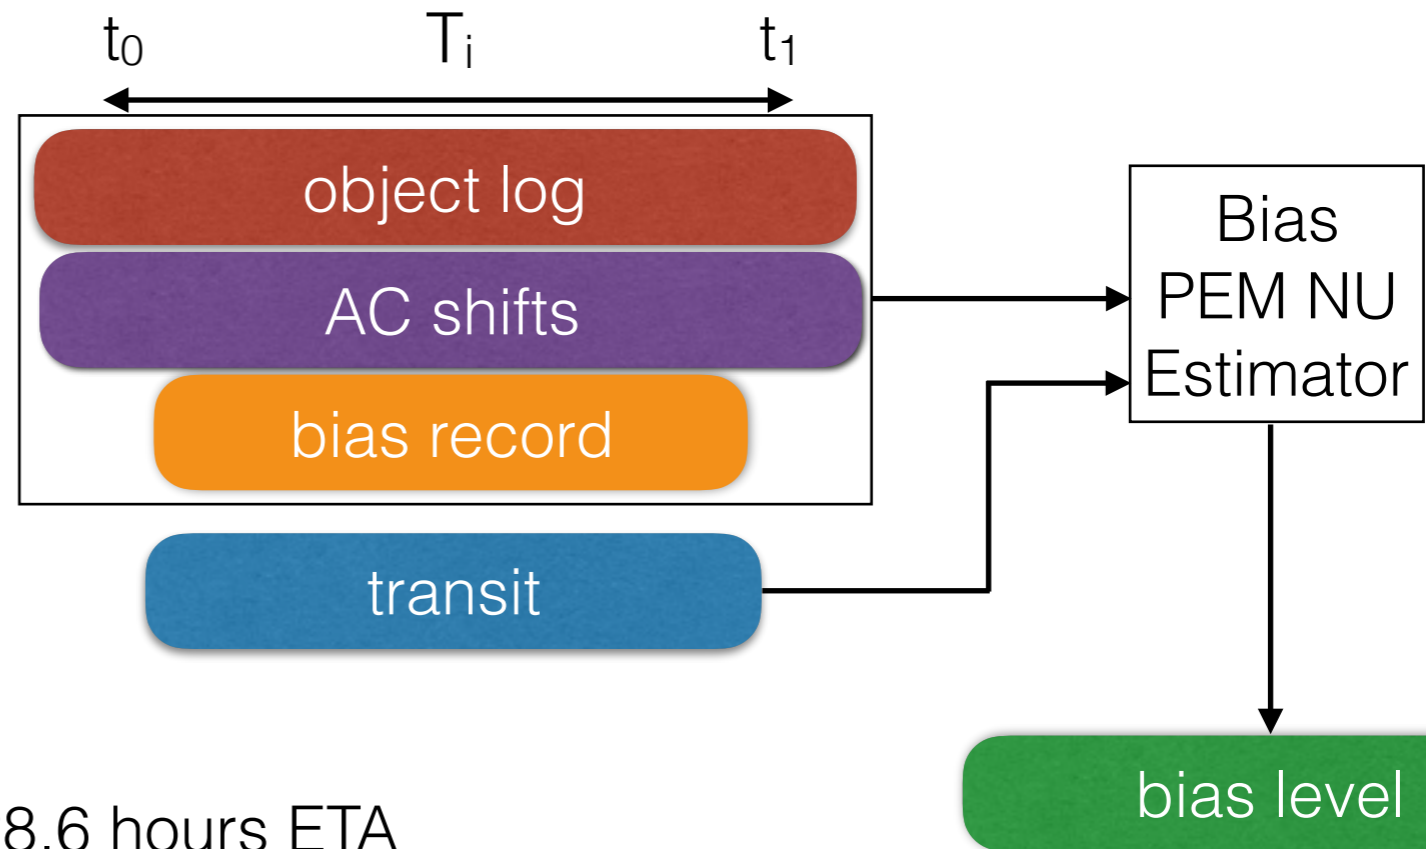 t₀ Tᵢ t₁
object log
AC shifts
bias record
transit
Bias
PEM NU
Estimator
bias level
8.6 hours ETA